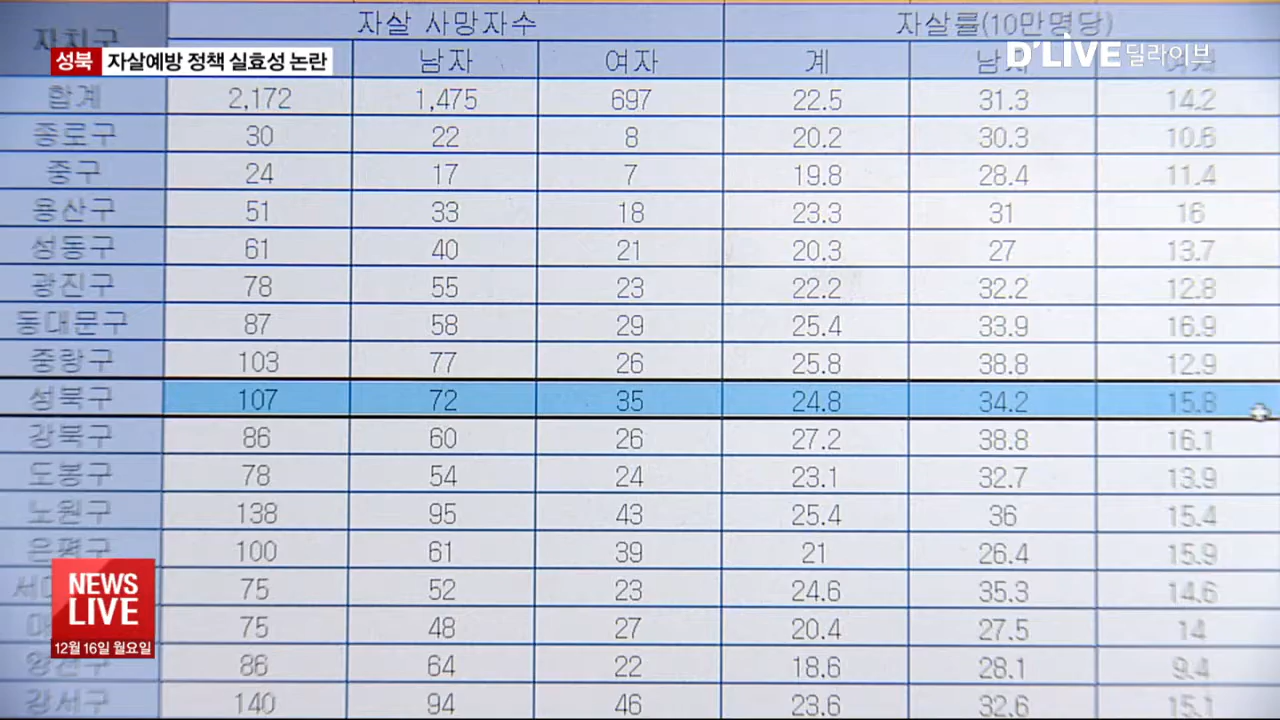 자치구 자살 사망자수 자살률(10만명당)
성북 자살예방 정책 실효성 논란 남자 여자 계 남자
D'LIVE 딜라이브
합계 2,172 1,475 697 22.5 31.3 14.2
종로구 30 22 8 20.2 30.3 10.6
중구 24 17 7 19.8 28.4 11.4
용산구 51 33 18 23.3 31 16
성동구 61 40 21 20.3 27 13.7
광진구 78 55 23 22.2 32.2 12.8
동대문구 87 58 29 25.4 33.9 16.9
중랑구 103 77 26 25.8 38.8 12.9
성북구 107 72 35 24.8 34.2 15.8
강북구 86 60 26 27.2 38.8 16.1
도봉구 78 54 24 23.1 32.7 13.9
노원구 138 95 43 25.4 36 15.4
은평구 100 61 39 21 26.4 15.9
75 52 23 24.6 35.3 14.6
75 48 27 20.4 27.5 14
양천구 86 64 22 18.6 28.1 9.4
강서구 140 94 46 23.6 32.6 15.1
NEWS
LIVE
12월 16일 월요일